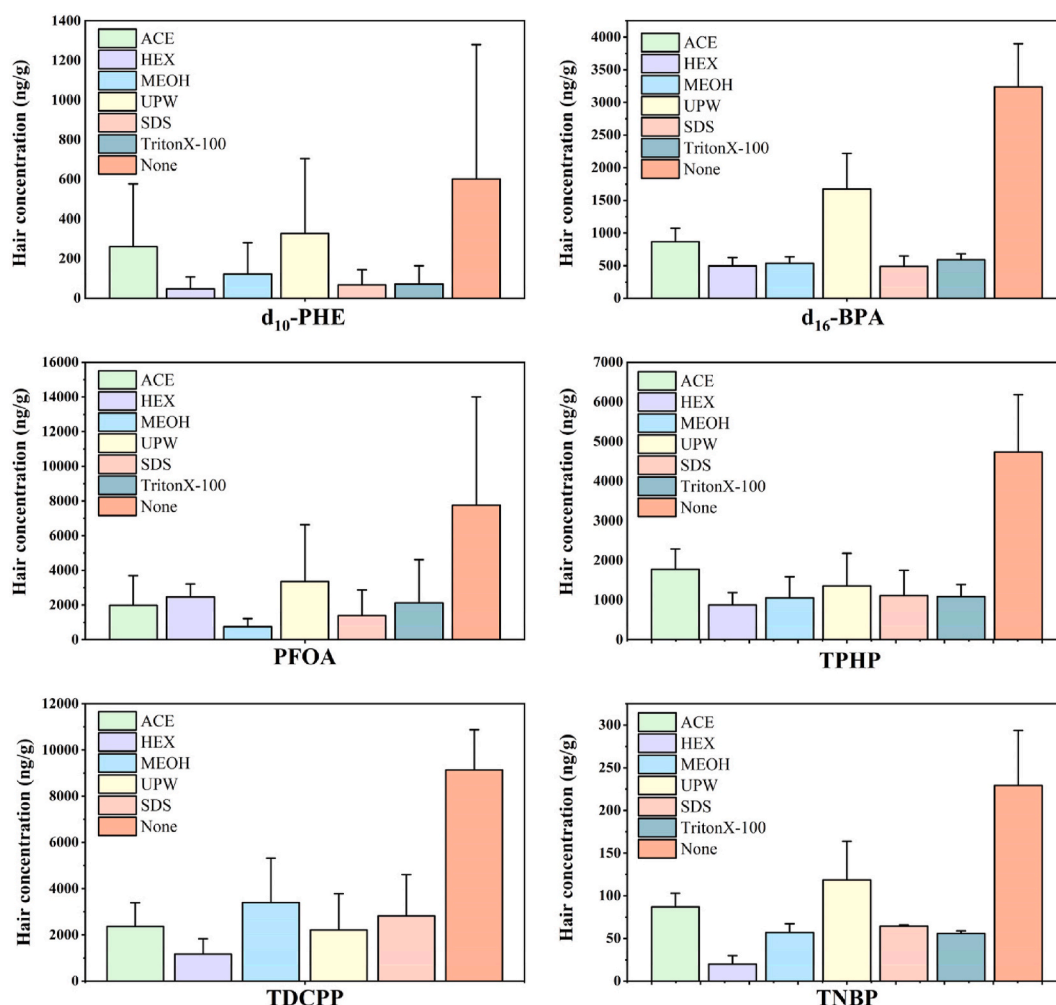 Hair concentration (ng/g)
1400
1200
1000
800
600
400
200
0
ACE
HEX
MEOH
UPW
SDS
TritonX-100
None
d₁₀-PHE
Hair concentration (ng/g)
4000
3500
3000
2500
2000
1500
1000
500
0
ACE
HEX
MEOH
UPW
SDS
TritonX-100
None
d₁₆-BPA
Hair concentration (ng/g)
16000
14000
12000
10000
8000
6000
4000
2000
0
ACE
HEX
MEOH
UPW
SDS
TritonX-100
None
PFOA
Hair concentration (ng/g)
7000
6000
5000
4000
3000
2000
1000
0
ACE
HEX
MEOH
UPW
SDS
TritonX-100
None
TPHP
Hair concentration (ng/g)
12000
10000
8000
6000
4000
2000
0
ACE
HEX
MEOH
UPW
SDS
None
TDCPP
Hair concentration (ng/g)
300
250
200
150
100
50
0
ACE
HEX
MEOH
UPW
SDS
TritonX-100
None
TNBP